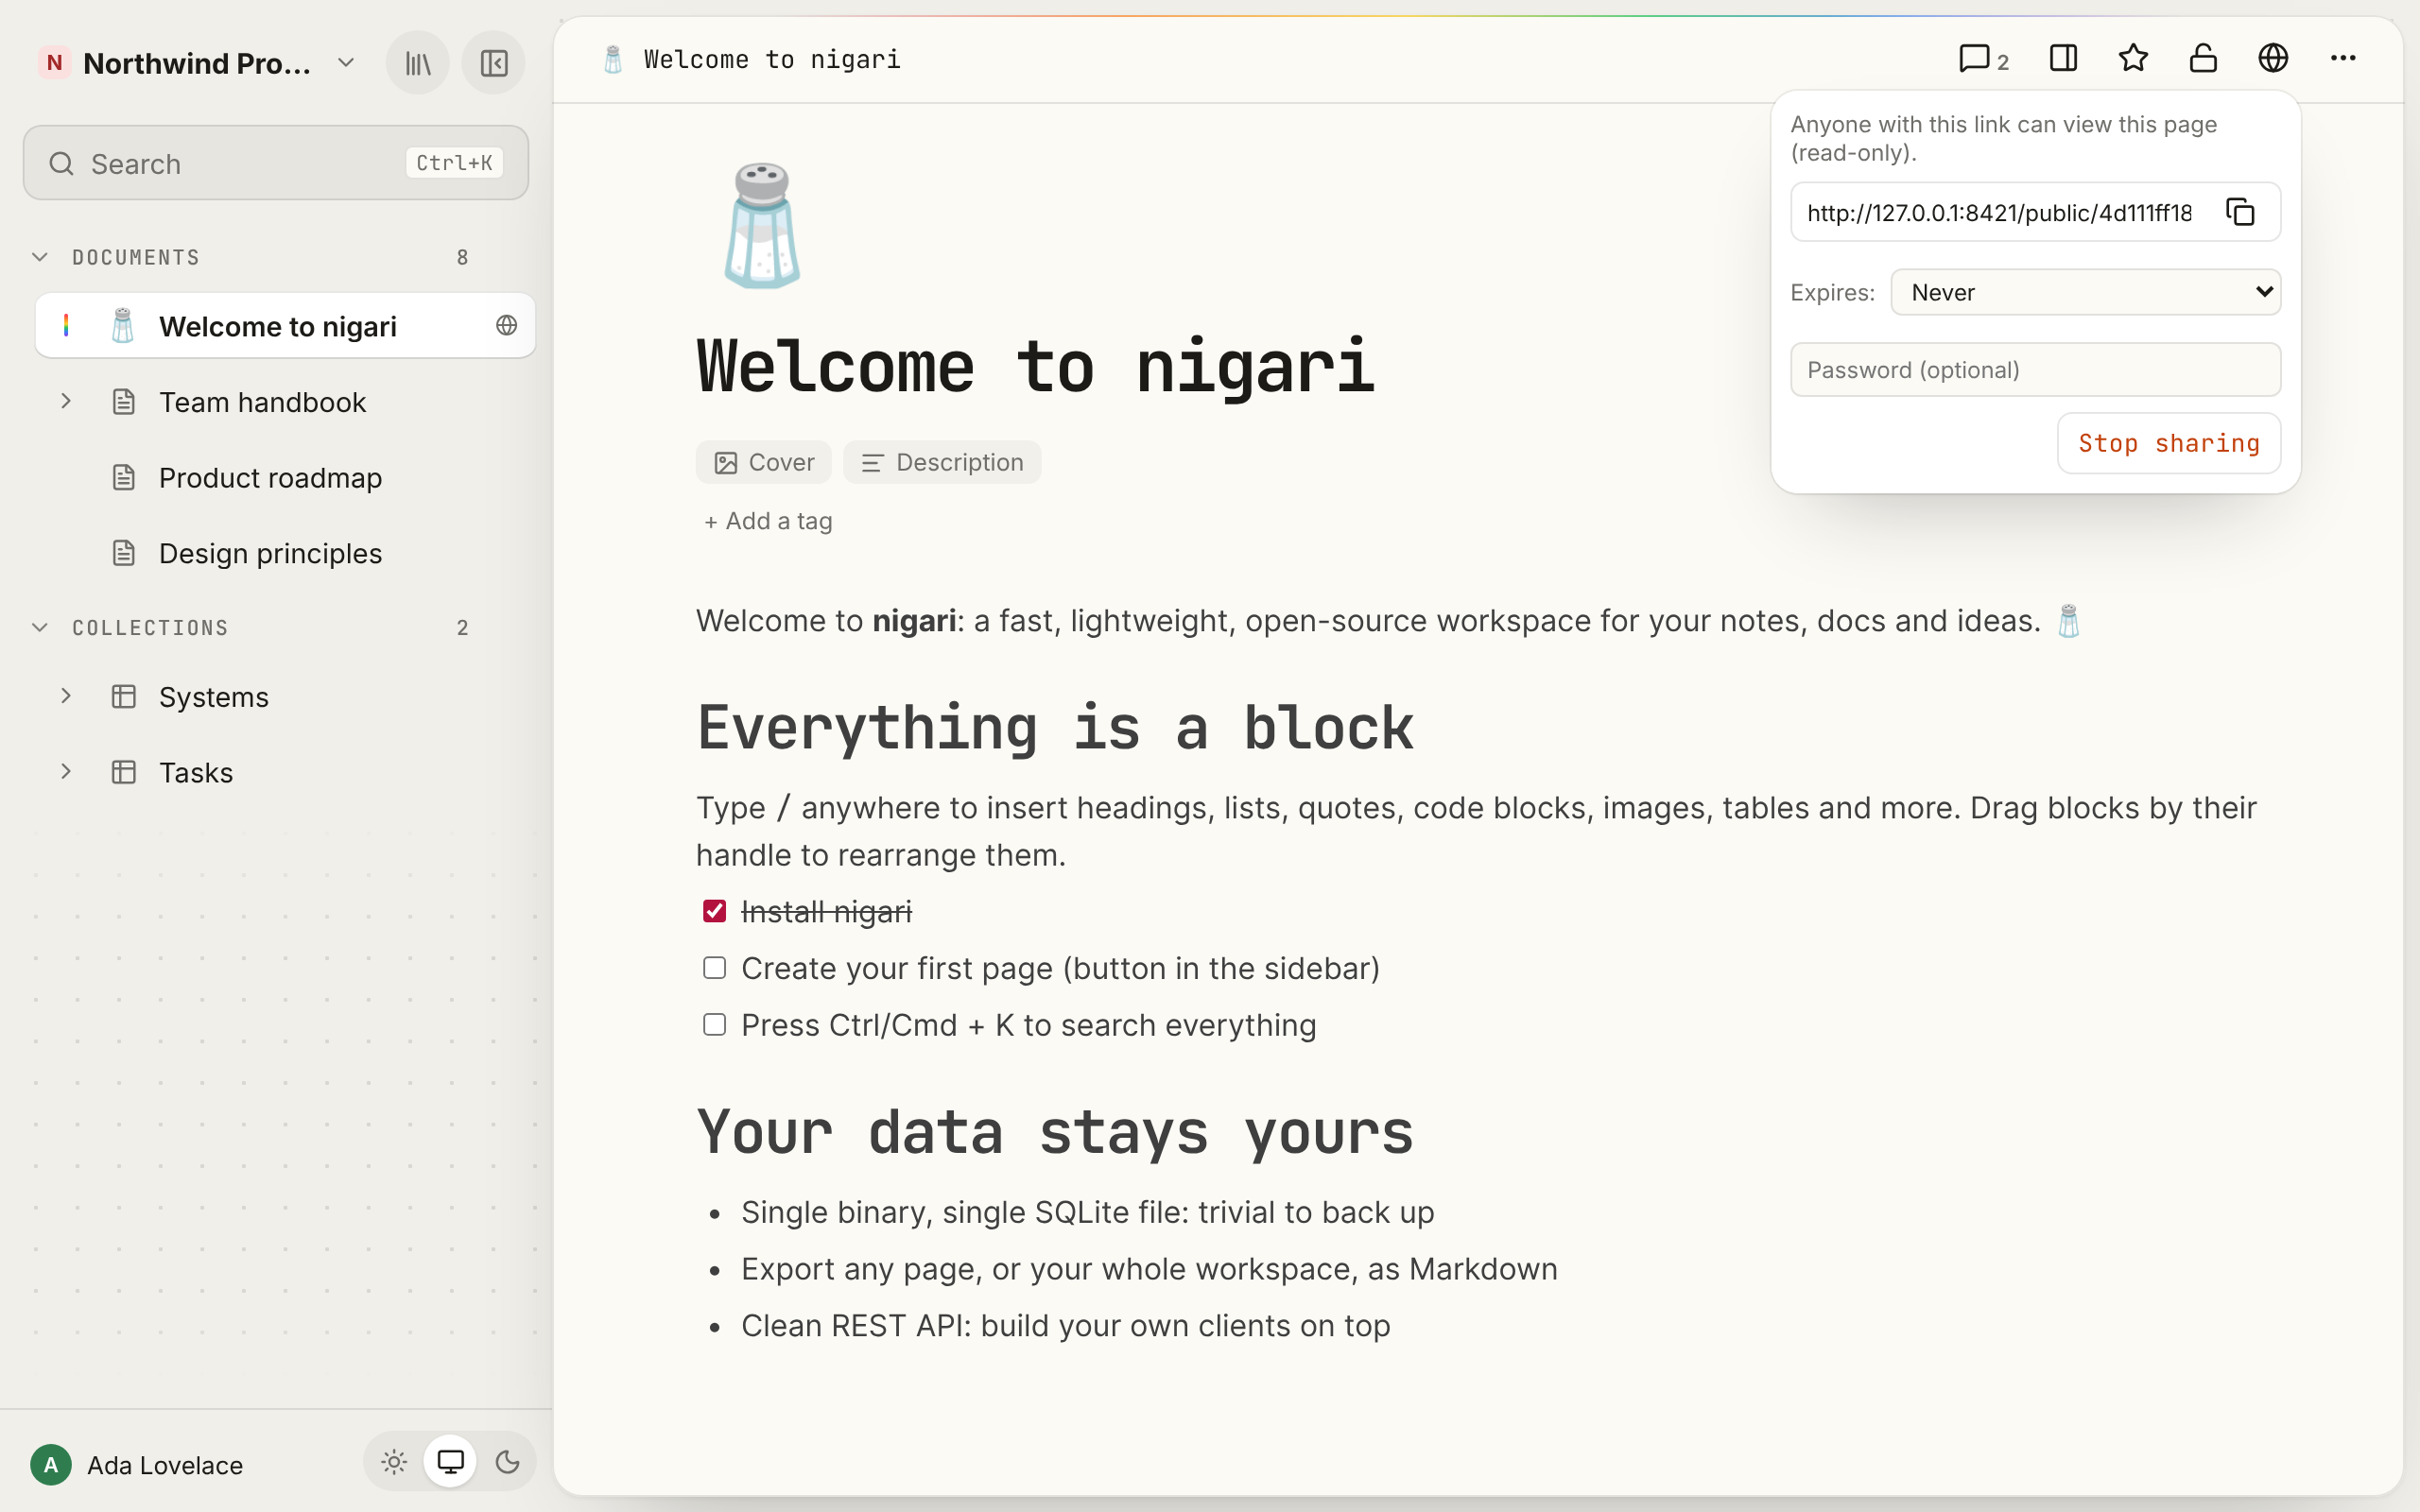 N Northwind Pro...
Search Ctrl+K
DOCUMENTS 8
Welcome to nigari
Team handbook
Product roadmap
Design principles
COLLECTIONS 2
Systems
Tasks
A Ada Lovelace
Welcome to nigari
2
Anyone with this link can view this page
(read-only).
http://127.0.0.1:8421/public/4d111ff18
Expires: Never
Password (optional)
Stop sharing
Welcome to nigari
Cover Description
+ Add a tag
Welcome to nigari: a fast, lightweight, open-source workspace for your notes, docs and ideas.
Everything is a block
Type / anywhere to insert headings, lists, quotes, code blocks, images, tables and more. Drag blocks by their
handle to rearrange them.
Install nigari
Create your first page (button in the sidebar)
Press Ctrl/Cmd + K to search everything
Your data stays yours
• Single binary, single SQLite file: trivial to back up
• Export any page, or your whole workspace, as Markdown
• Clean REST API: build your own clients on top